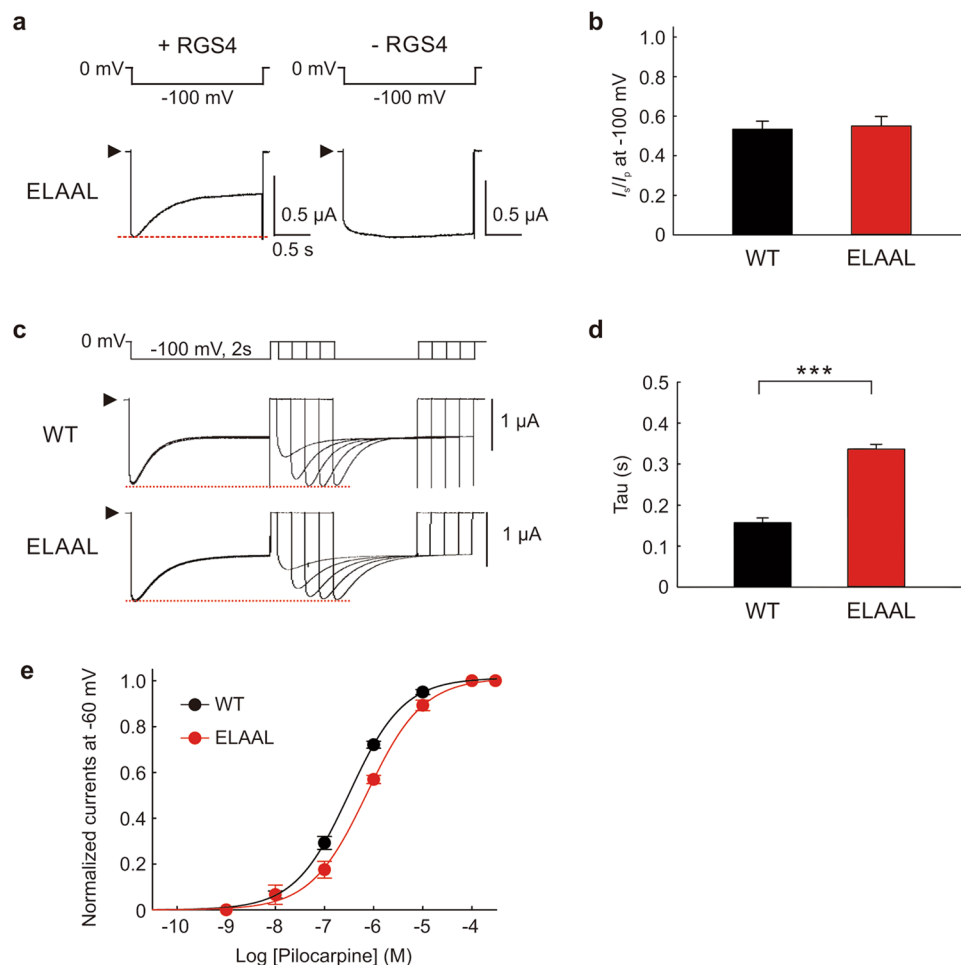 a
+ RGS4
- RGS4
0 mV
-100 mV
0 mV
-100 mV
ELAAL
0.5 µA
0.5 s
0.5 µA
b
Is/Ip at -100 mV
1.0
0.8
0.6
0.4
0.2
0
WT
ELAAL
c
0 mV
-100 mV, 2s
WT
1 µA
ELAAL
1 µA
d
***
Tau (s)
0.5
0.4
0.3
0.2
0.1
0
WT
ELAAL
e
Normalized currents at -60 mV
1.0
0.8
0.6
0.4
0.2
0
WT
ELAAL
-10 -9 -8 -7 -6 -5 -4
Log [Pilocarpine] (M)